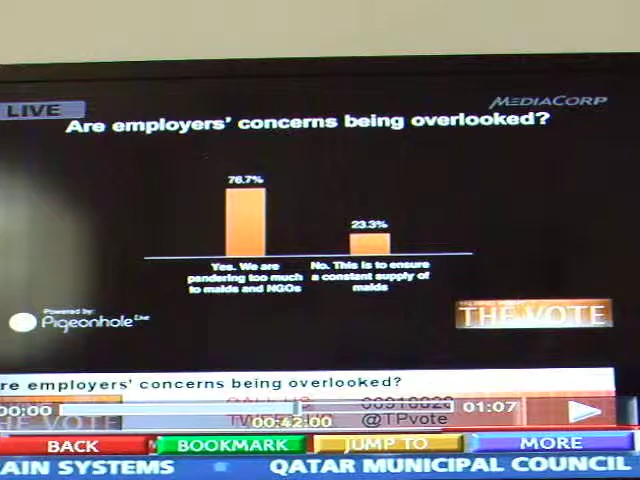 LIVE
MEDIACORP
Are employers' concerns being overlooked?
76.7%
23.3%
Yes. We are
pandering too much
to maids and NGOs
No. This is to ensure
a constant supply of
maids
Powered by:
Pigeonhole Live
THE VOTE
re employers' concerns being overlooked?
00:00
01:07
HE VOTE
00:42:00
@TPvote
BACK
BOOKMARK
JUMP TO
MORE
AIN SYSTEMS
QATAR MUNICIPAL COUNCIL